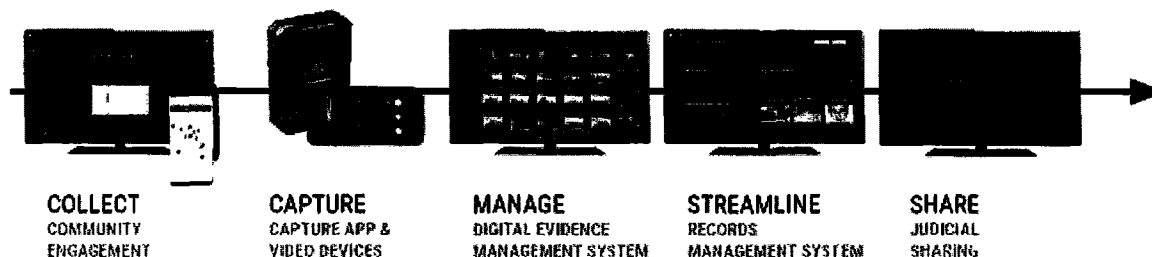 COLLECT
COMMUNITY
ENGAGEMENT
CAPTURE
CAPTURE APP &
VIDEO DEVICES
MANAGE
DIGITAL EVIDENCE
MANAGEMENT SYSTEM
STREAMLINE
RECORDS
MANAGEMENT SYSTEM
SHARE
JUDICIAL
SHARING